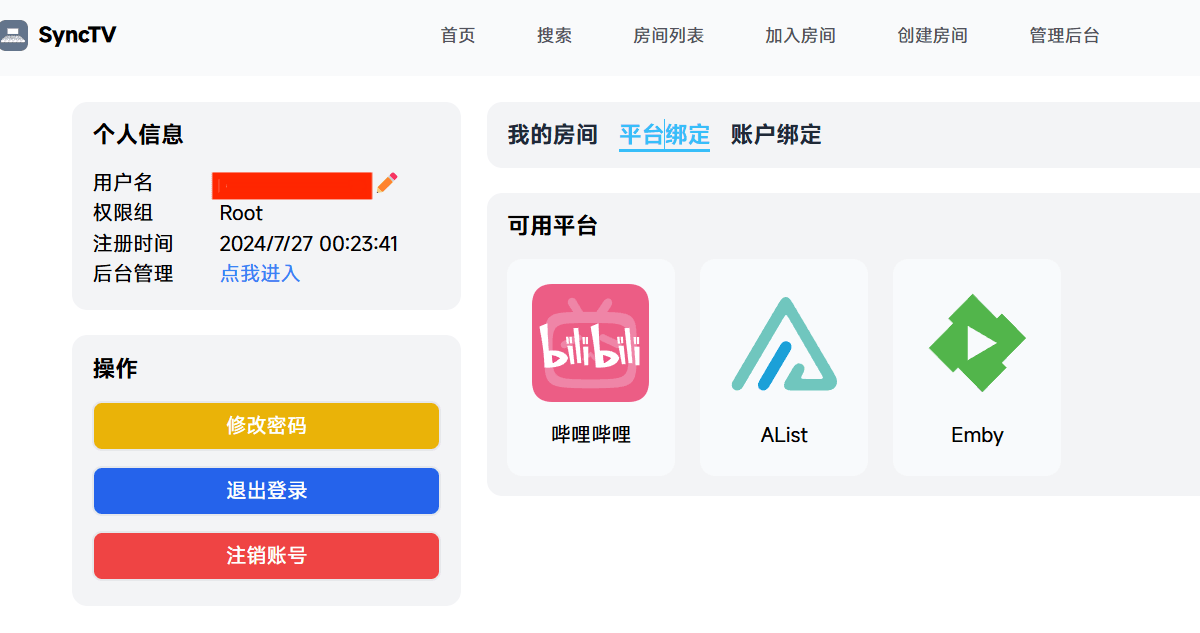 SyncTV
首页 搜索 房间列表 加入房间 创建房间 管理后台
个人信息
用户名
权限组 Root
注册时间 2024/7/27 00:23:41
后台管理 点我进入
操作
修改密码
退出登录
注销账号
我的房间 平台绑定 账户绑定
可用平台
bilibili
哔哩哔哩
AList
Emby